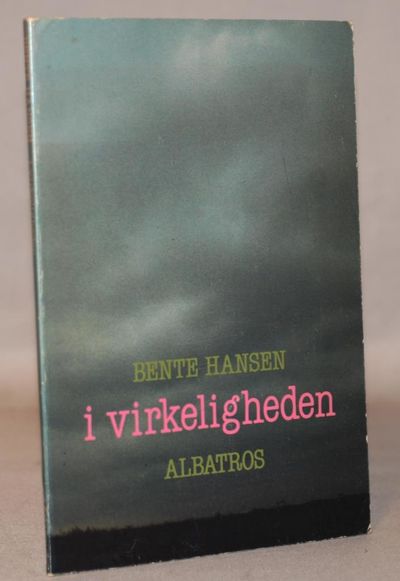 BENTE HANSEN
i virkeligheden
ALBATROS